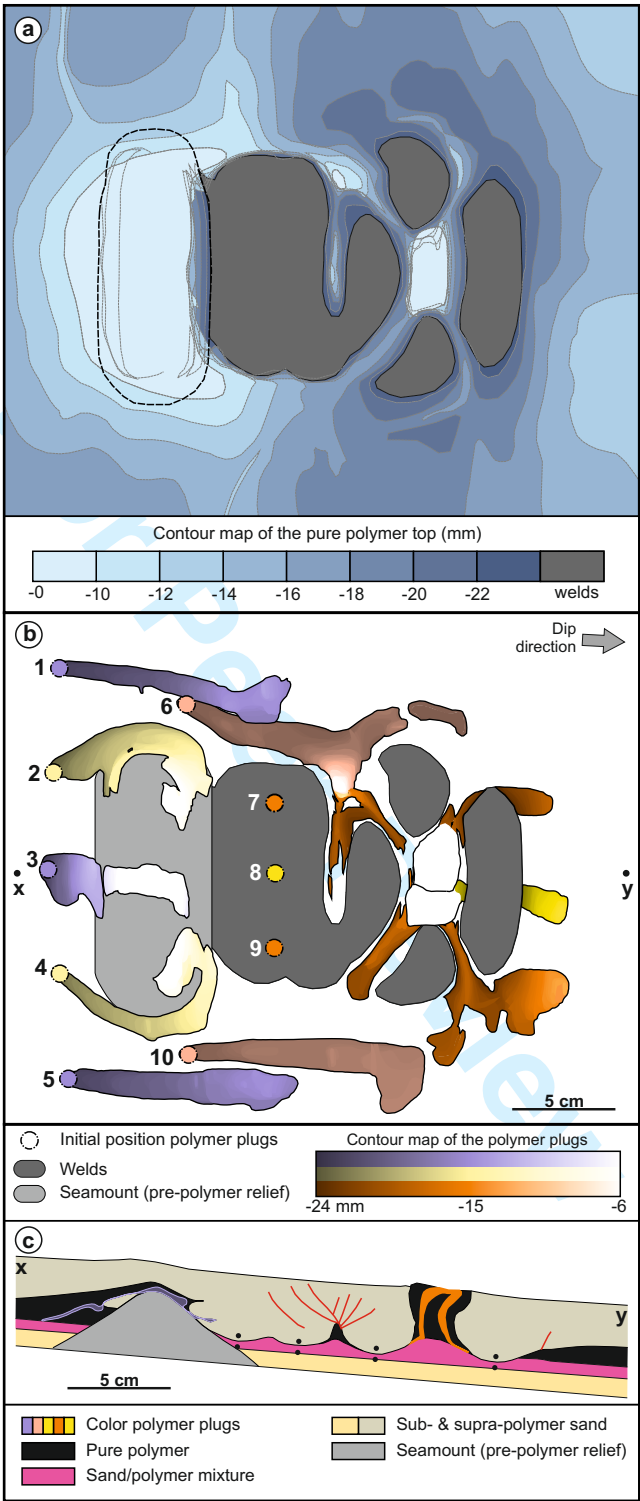 a
Contour map of the pure polymer top (mm)
-0 -10 -12 -14 -16 -18 -20 -22 welds
b
Dip
direction
1
6
2
7
3
8
x
y
9
4
10
5
5 cm
For Peer Review
Initial position polymer plugs
Welds
Seamount (pre-polymer relief)
Contour map of the polymer plugs
-24 mm -15 -6
c
x
y
5 cm
Color polymer plugs
Pure polymer
Sand/polymer mixture
Sub- & supra-polymer sand
Seamount (pre-polymer relief)